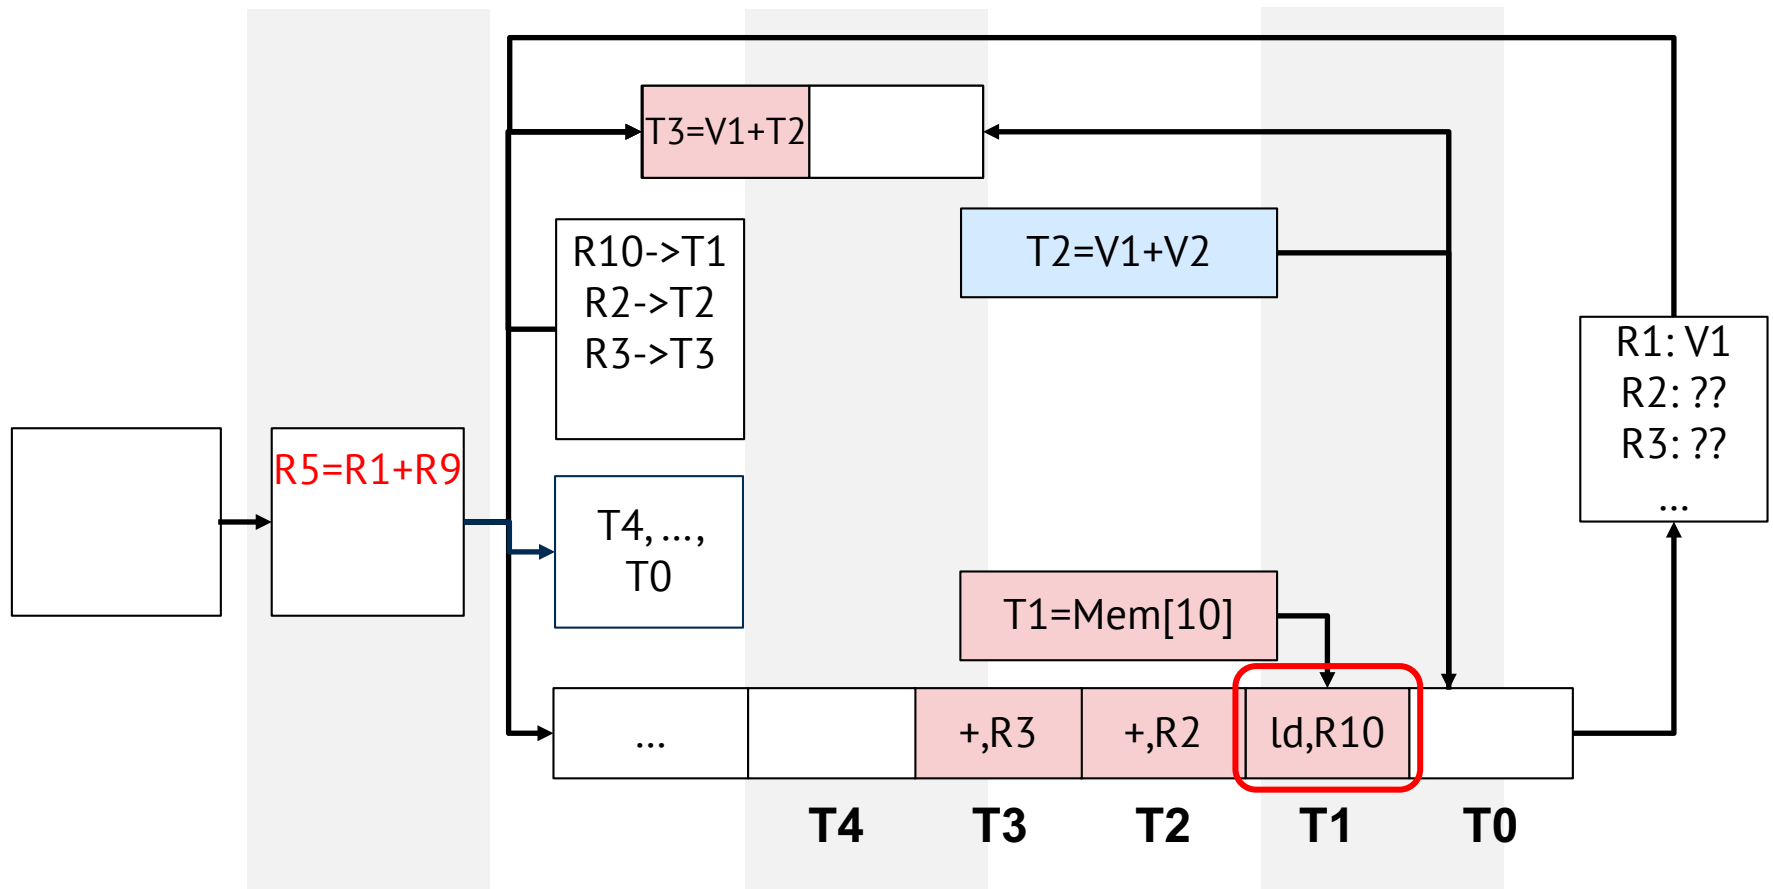 T3=V1+T2
R10->T1
R2->T2
R3->T3
T2=V1+V2
R1: V1
R2: ??
R3: ??
...
R5=R1+R9
T4, ...,
T0
T1=Mem[10]
...
+,R3
+,R2
ld,R10
T4
T3
T2
T1
T0